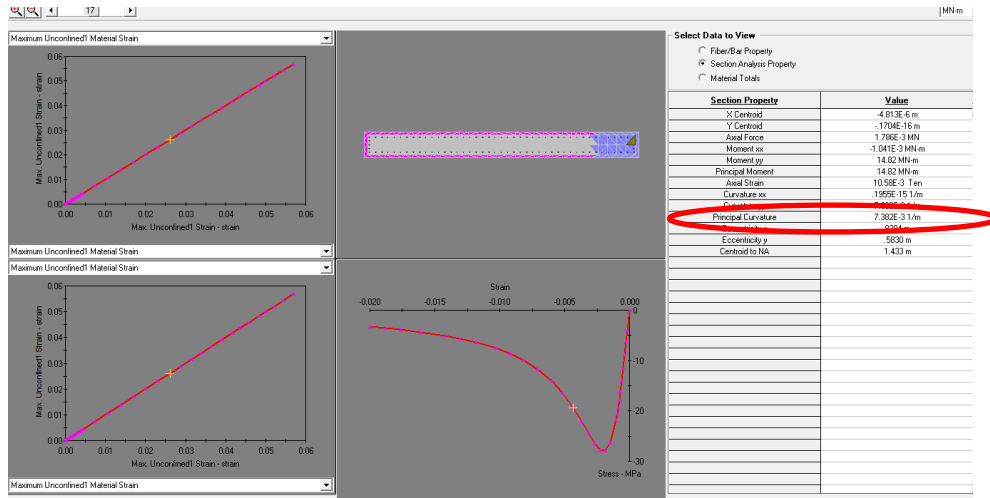 17
MN-m
Maximum Unconfined1 Material Strain
0.06
0.05
0.04
0.03
0.02
0.01
0.00
Max. Unconfined1 Strain - strain
0.00 0.01 0.02 0.03 0.04 0.05 0.06
Max. Unconfined1 Strain - strain
Maximum Unconfined1 Material Strain
Maximum Unconfined1 Material Strain
0.06
0.05
0.04
0.03
0.02
0.01
0.00
Max. Unconfined1 Strain - strain
0.00 0.01 0.02 0.03 0.04 0.05 0.06
Max. Unconfined1 Strain - strain
Maximum Unconfined1 Material Strain
Strain
-0.020 -0.015 -0.010 -0.005 0.000
0
-10
-20
-30
Stress - MPa
Select Data to View
Fiber/Bar Property
Section Analysis Property
Material Totals
Section Property Value
X Centroid -4.813E-6 m
Y Centroid -.1704E-16 m
Axial Force 1.786E-3 MN
Moment xx -1.041E-3 MN-m
Moment yy 14.82 MN-m
Principal Moment 14.82 MN-m
Axial Strain 10.58E-3 Ten
Curvature xx .1955E-15 1/m
Principal Curvature 7.382E-3 1/m
Eccentricity y .5830 m
Centroid to NA 1.433 m